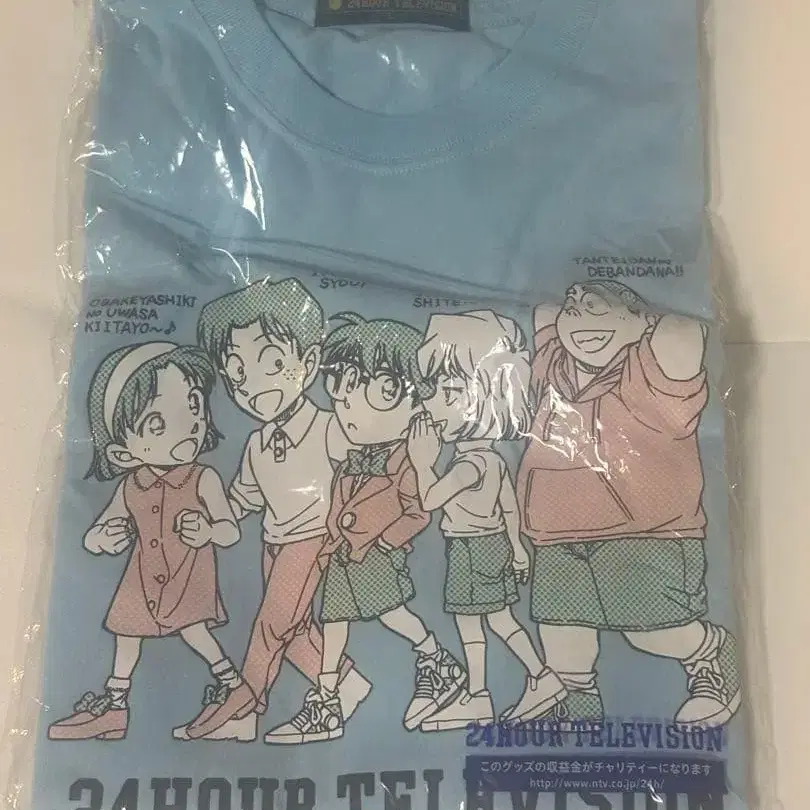 24HOUR TELEVISION
OBAKEYASHIKI
NO UWASA
KIITAYO~♪
TANTEIDAN no
DEBANDANA!!
24HOUR TELEVISION
このグッズの収益金がチャリティーになります
http://www.ntv.co.jp/24h/
24HOUR TELEVISION